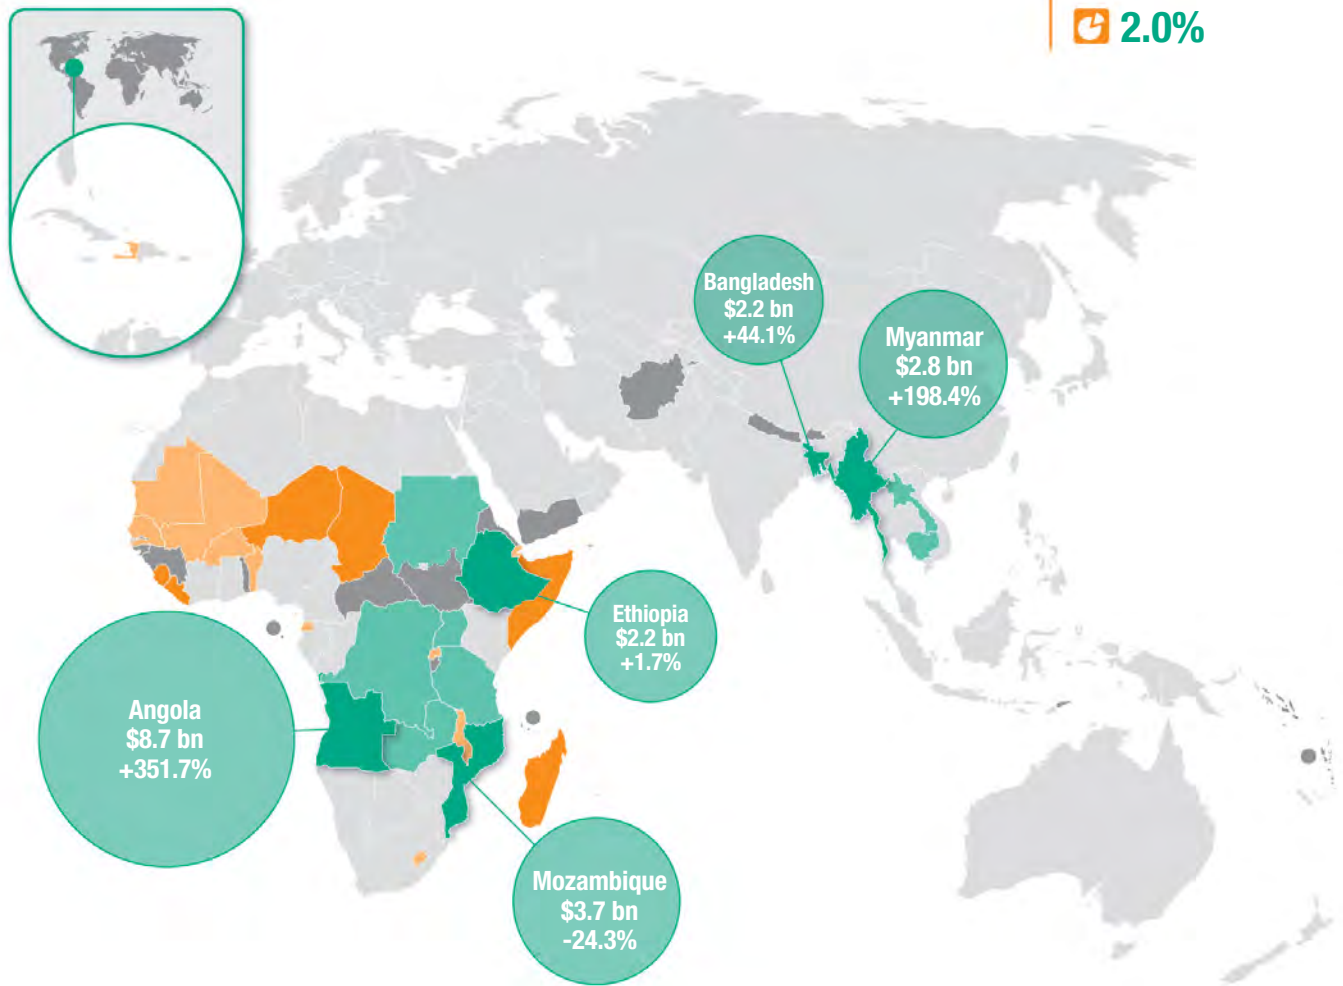 2.0%
Bangladesh
$2.2 bn
+44.1%
Myanmar
$2.8 bn
+198.4%
Ethiopia
$2.2 bn
+1.7%
Angola
$8.7 bn
+351.7%
Mozambique
$3.7 bn
-24.3%